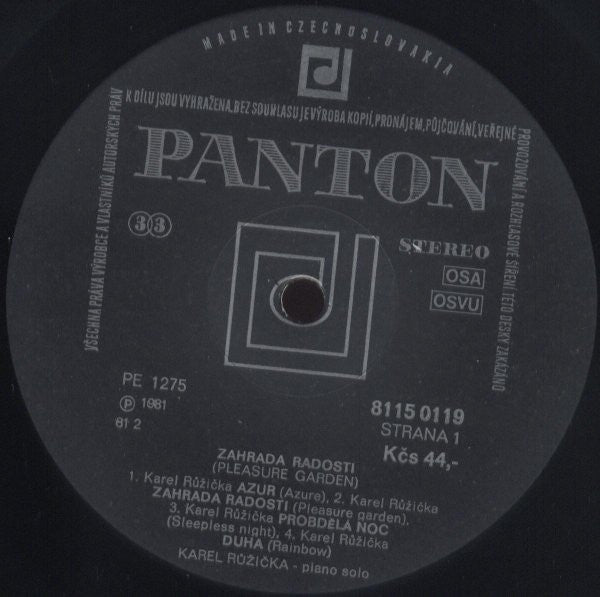 MADE IN CZECHOSLOVAKIA
VŠECHNA PRÁVA VÝROBCE A VLASTNÍKŮ AUTORSKÝCH PRÁV
K DÍLU JSOU VYHRAŽENA. BEZ SOUHLASU JE VÝROBA KOPIÍ, PRONÁJEM, PŮJČOVÁNÍ, VEŘEJNÉ
PROVOZOVÁNÍ A ROZHLASOVÉ ŠÍŘENÍ TÉTO DESKY ZAKÁZÁNO
PANTON
33
STEREO
OSA
OSVU
PE 1275
Ⓟ 1981
81 2
8115 0119
STRANA 1
Kčs 44,-
ZAHRADA RADOSTI
(PLEASURE GARDEN)
1. Karel Růžička AZUR (Azure), 2. Karel Růžička
ZAHRADA RADOSTI (Pleasure garden),
3. Karel Růžička PROBDĚLÁ NOC
(Sleepless night), 4. Karel Růžička
DUHA (Rainbow)
KAREL RŮŽIČKA - piano solo